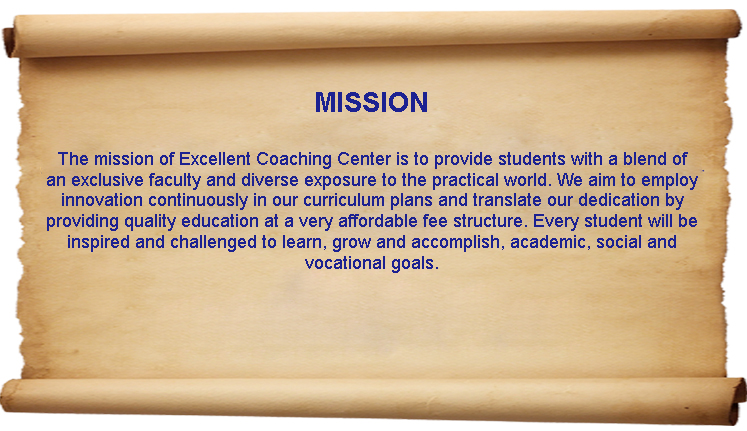 MISSION
The mission of Excellent Coaching Center is to provide students with a blend of
an exclusive faculty and diverse exposure to the practical world. We aim to employ
innovation continuously in our curriculum plans and translate our dedication by
providing quality education at a very affordable fee structure. Every student will be
inspired and challenged to learn, grow and accomplish, academic, social and
vocational goals.